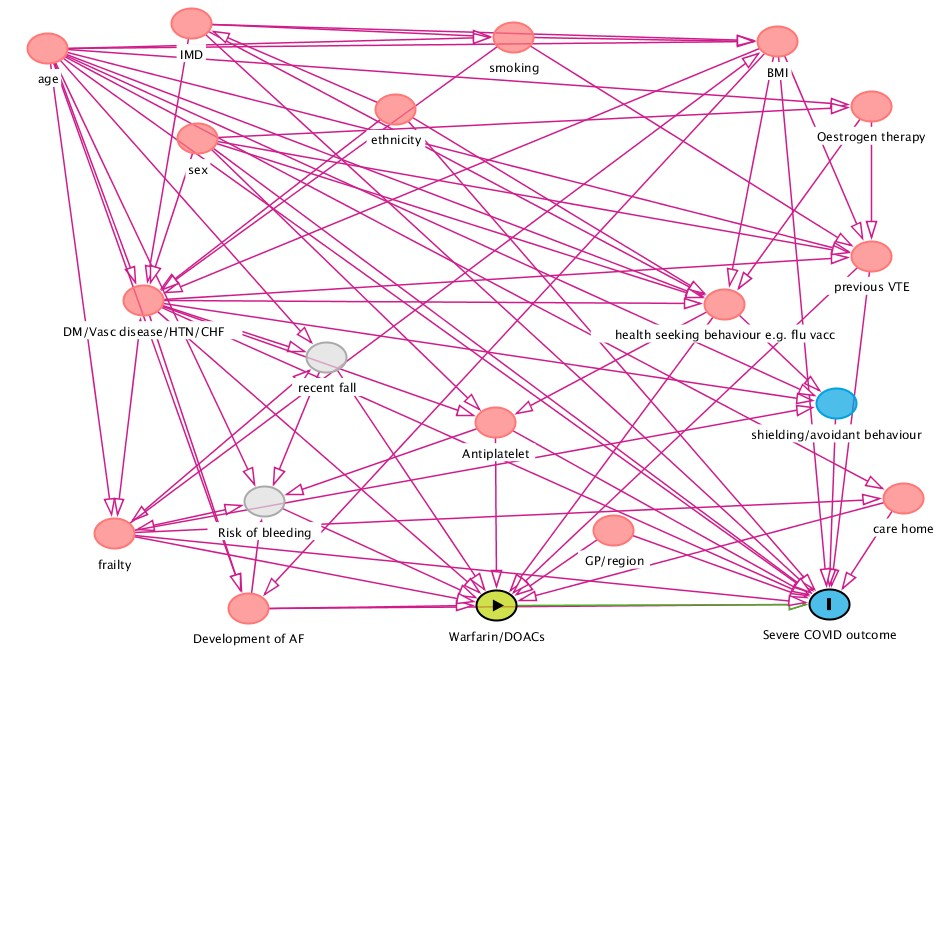 IMD
smoking
age
BMI
ethnicity
Oestrogen therapy
sex
previous VTE
DM/Vasc disease/HTN/CHF
health seeking behaviour e.g. flu vacc
recent fall
shielding/avoidant behaviour
Antiplatelet
Risk of bleeding
care home
frailty
GP/region
Development of AF
Warfarin/DOACs
Severe COVID outcome